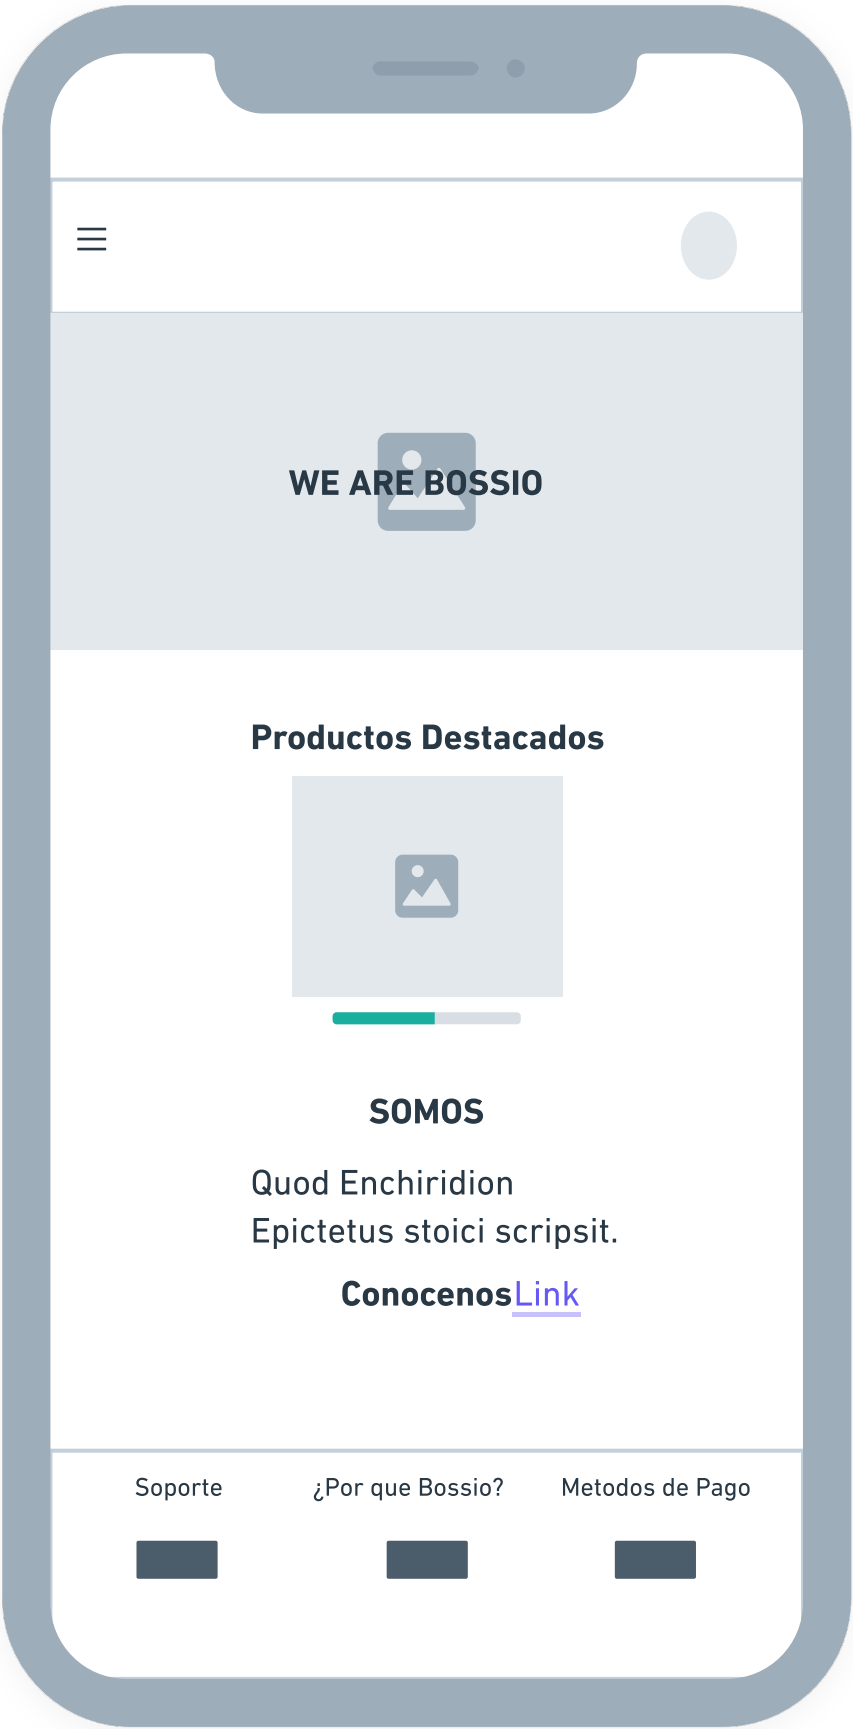 WE ARE BOSSIO
Productos Destacados
SOMOS
Quod Enchiridion
Epictetus stoici scripsit.
ConocenosLink
Soporte ¿Por que Bossio? Metodos de Pago